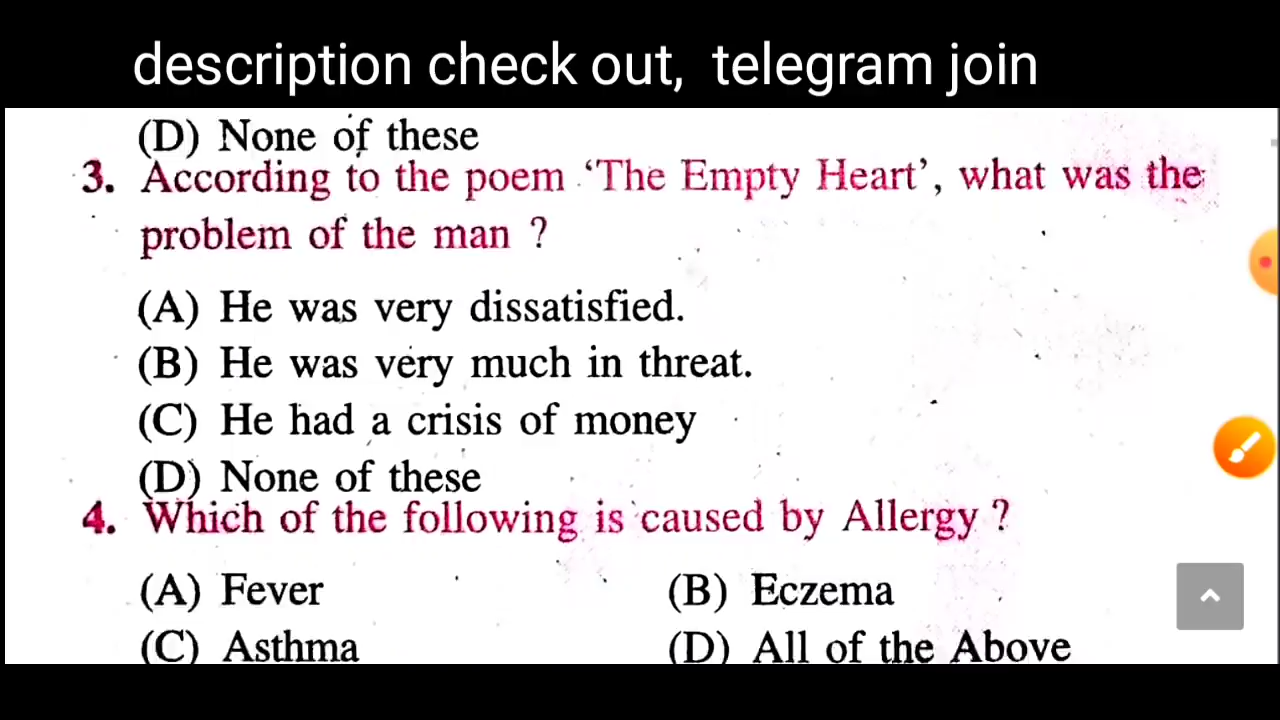 description check out, telegram join
(D) None of these
3. According to the poem ‘The Empty Heart’, what was the
problem of the man ?
(A) He was very dissatisfied.
(B) He was very much in threat.
(C) He had a crisis of money
(D) None of these
4. Which of the following is caused by Allergy ?
(A) Fever (B) Eczema
(C) Asthma (D) All of the Above